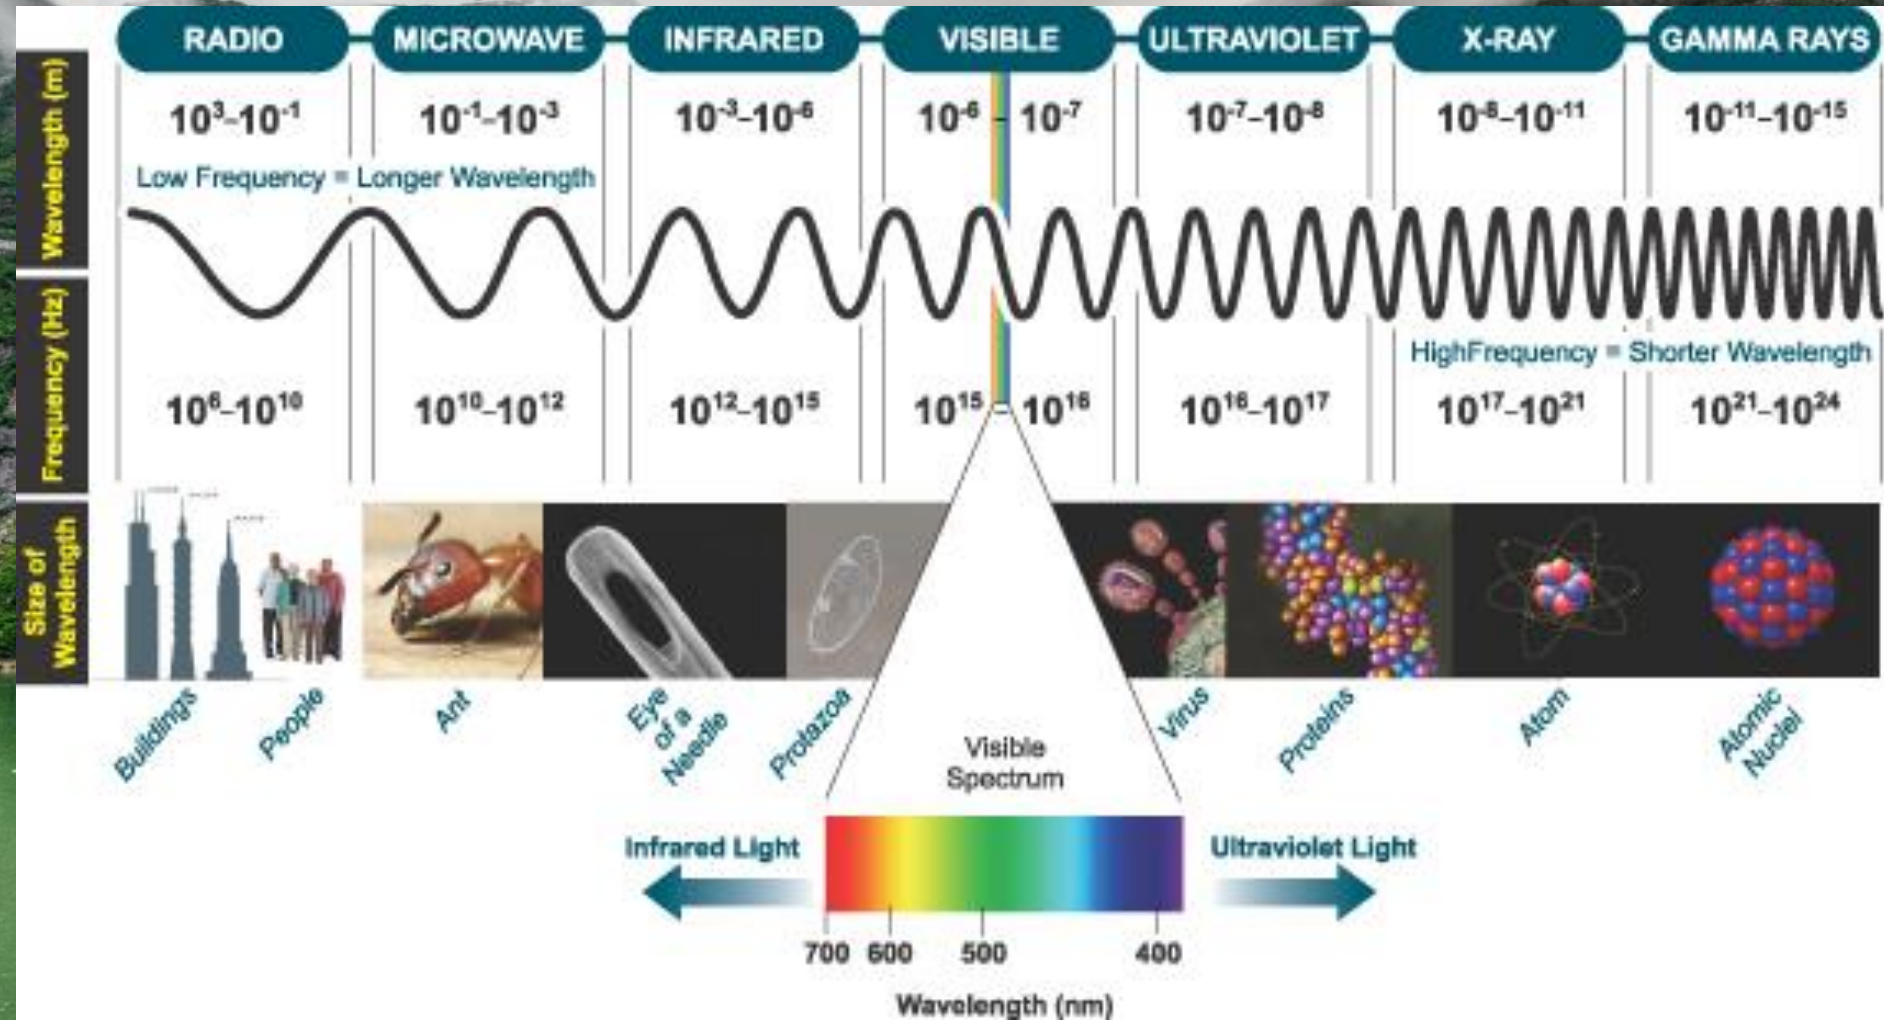 RADIO
MICROWAVE
INFRARED
VISIBLE
ULTRAVIOLET
X-RAY
GAMMA RAYS
Wavelength (m)
10³-10⁻¹
10⁻¹-10⁻³
10⁻³-10⁻⁶
10⁻⁶ - 10⁻⁷
10⁻⁷-10⁻⁸
10⁻⁸-10⁻¹¹
10⁻¹¹-10⁻¹⁵
Low Frequency = Longer Wavelength
HighFrequency = Shorter Wavelength
Frequency (Hz)
10⁶-10¹⁰
10¹⁰-10¹²
10¹²-10¹⁵
10¹⁵ - 10¹⁶
10¹⁶-10¹⁷
10¹⁷-10²¹
10²¹-10²⁴
Size of
Wavelength
Buildings
People
Ant
Eye
of a
Needle
Protazoa
Virus
Proteins
Atom
Atomic
Nuclei
Visible
Spectrum
Infrared Light
Ultraviolet Light
700 600 500 400
Wavelength (nm)